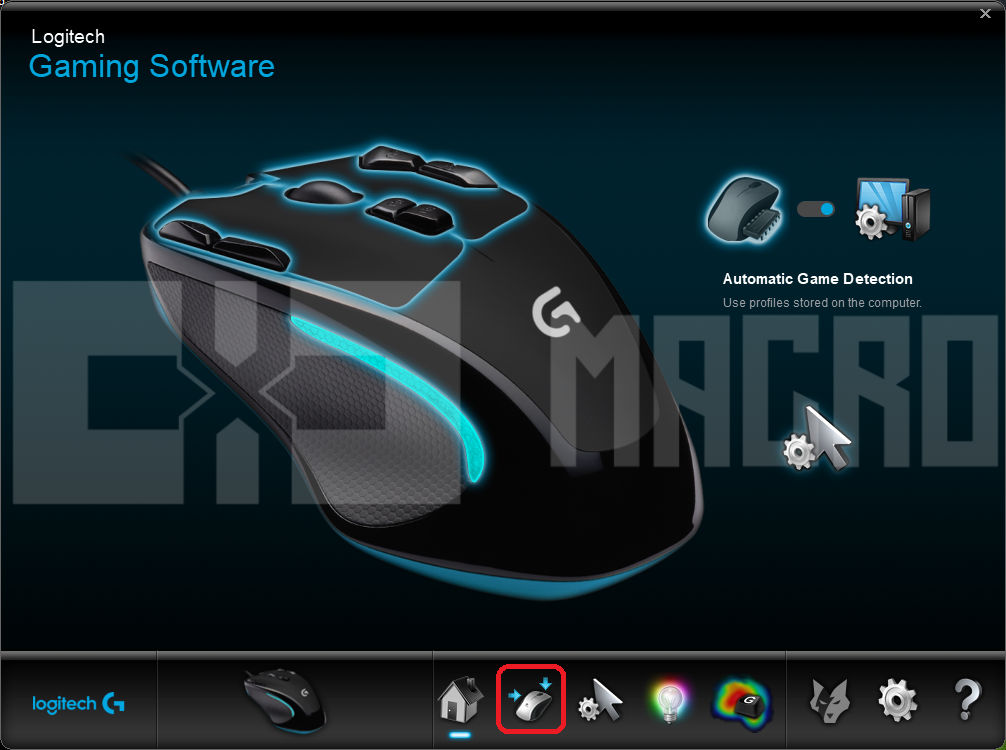 Logitech
Gaming Software
Automatic Game Detection
Use profiles stored on the computer.
MACRO
logitech